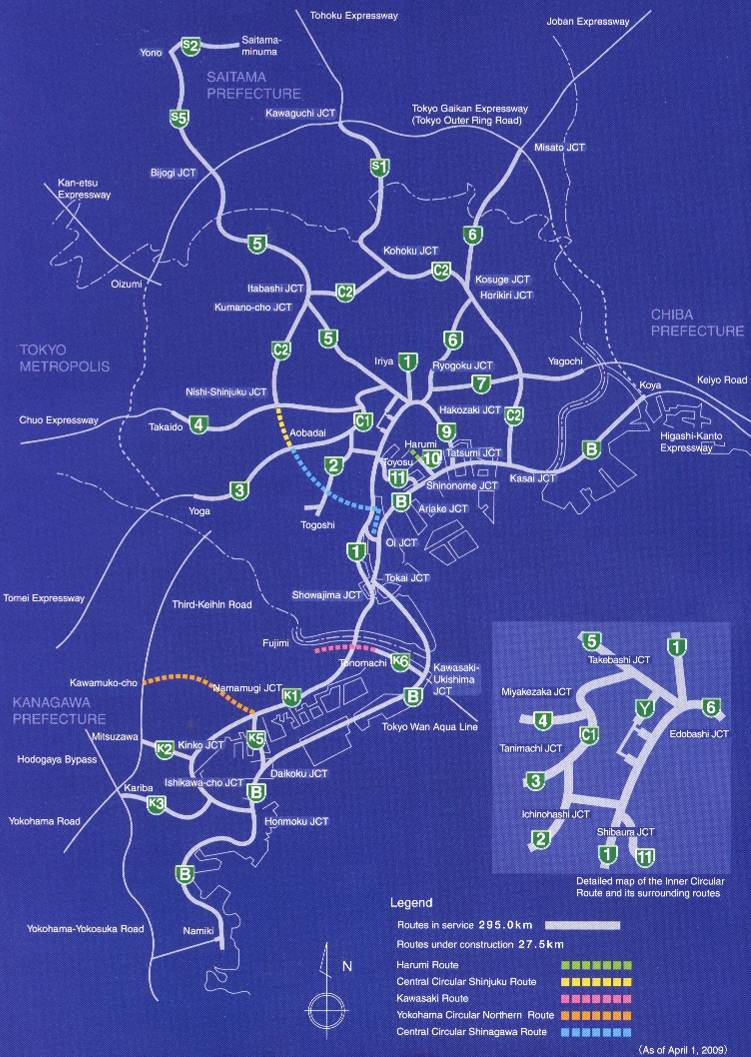 Tohoku Expressway
Joban Expressway
S2
Saitama-
minuma
Yono
SAITAMA
PREFECTURE
Kawaguchi JCT
Tokyo Gaikan Expressway
(Tokyo Outer Ring Road)
S5
Misato JCT
S1
Bijogi JCT
Kan-etsu
Expressway
6
5
Kohoku JCT
C2
Kosuge JCT
Horikiri JCT
Oizumi
Itabashi JCT
C2
Kumano-cho JCT
CHIBA
PREFECTURE
TOKYO
METROPOLIS
C2
5
6
Iriya
1
Ryogoku JCT
Yagochi
7
Koya
Keiyo Road
Nishi-Shinjuku JCT
Hakozaki JCT
C2
Chuo Expressway
Takaido
4
C1
Aobadai
9
Higashi-Kanto
Expressway
Harumi
10
Tatsumi JCT
B
2
Toyosu
11
Kasai JCT
Shinonome JCT
3
B
Yoga
Ariake JCT
Togoshi
Oi JCT
1
Tokai JCT
Showajima JCT
Tomei Expressway
Third-Keihin Road
Fujimi
Tonomachi
K6
Kawasaki-
Ukishima
JCT
Kawamuko-cho
Namamugi JCT
K1
B
KANAGAWA
PREFECTURE
Tokyo Wan Aqua Line
Mitsuzawa
K2
Kinko JCT
K5
Hodogaya Bypass
Daikoku JCT
Ishikawa-cho JCT
Kariba
B
K3
Yokohama Road
Honmoku JCT
B
Yokohama-Yokosuka Road
Namiki
N
5
1
Takebashi JCT
Miyakezaka JCT
Y
6
4
C1
Edobashi JCT
Tanimachi JCT
3
Ichinohashi JCT
2
Shibaura JCT
1
11
Detailed map of the Inner Circular
Route and its surrounding routes
Legend
Routes in service 295.0km
Routes under construction 27.5km
Harumi Route
Central Circular Shinjuku Route
Kawasaki Route
Yokohama Circular Northern Route
Central Circular Shinagawa Route
(As of April 1, 2009)